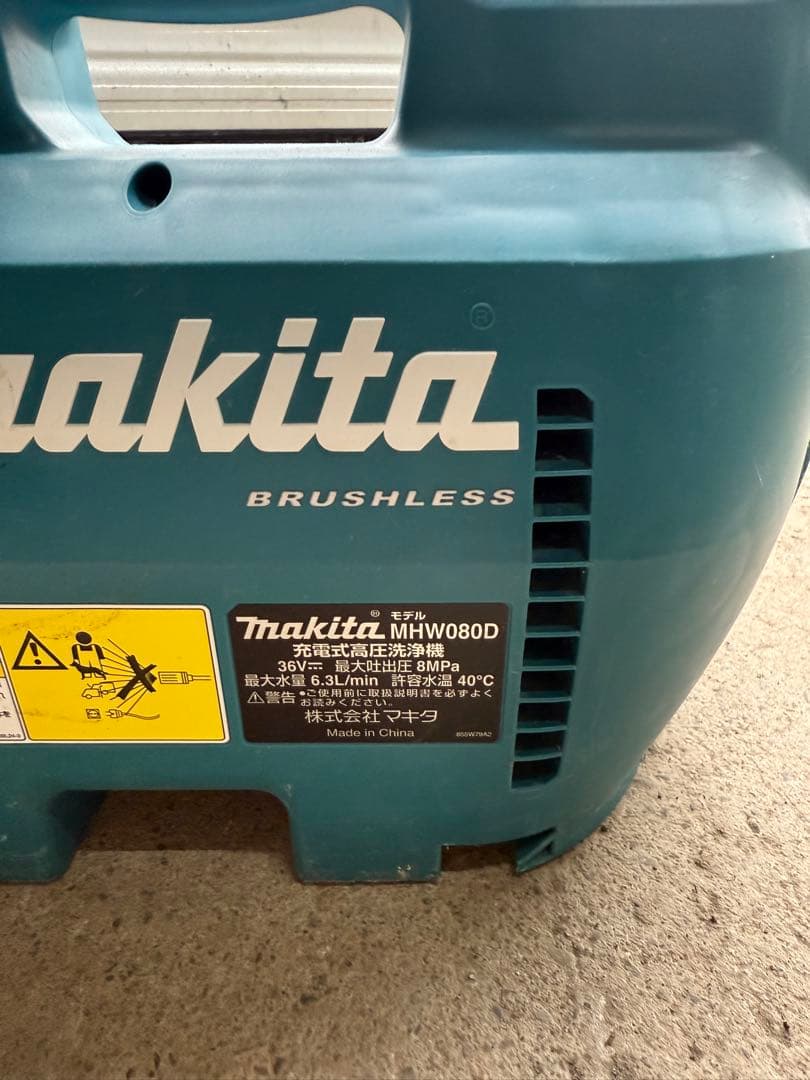 makita
®
BRUSHLESS
makita® モデル MHW080D
充電式高圧洗浄機
36V⎓ 最大吐出圧 8MPa
最大水量 6.3L/min 許容水温 40°C
⚠警告 •ご使用前に取扱説明書を必ずよく
お読みください。
株式会社マキタ
Made in China 855W79A2